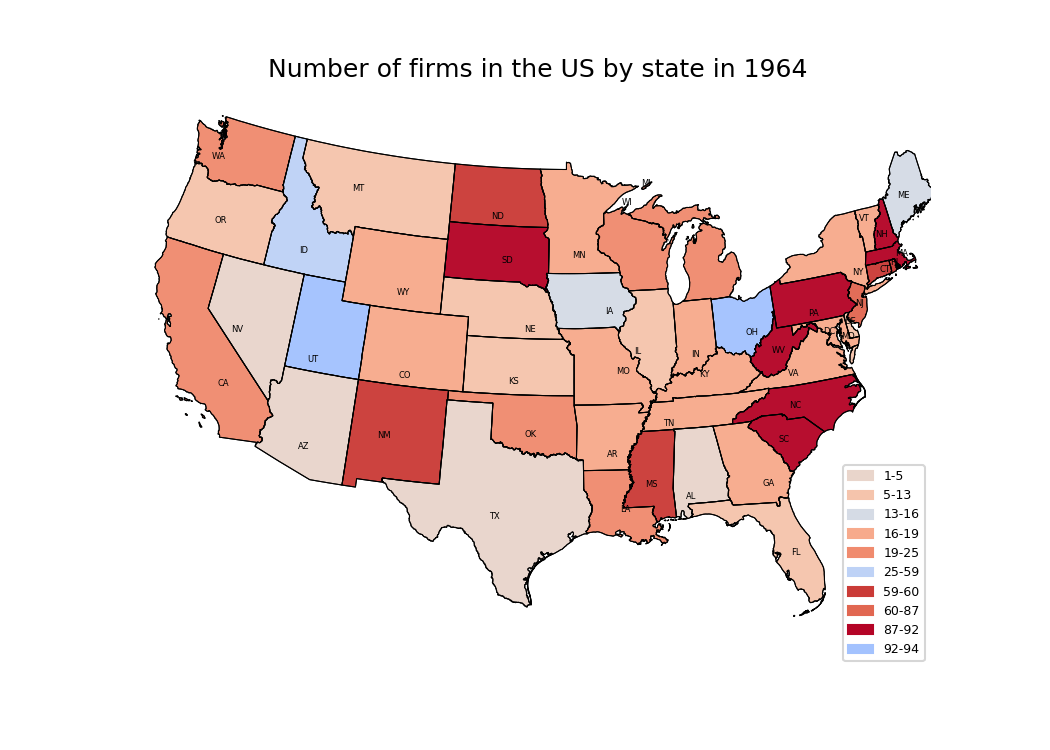 Number of firms in the US by state in 1964
WA
MT
ND
MI
ME
OR
WI
VT
SD
MN
NH
ID
MA
WY
NY
CT
RI
IA
NJ
NV
NE
PA
UT
OH
DE
DC
MD
CO
IL
IN
WV
CA
KS
MO
KY
VA
NC
AZ
NM
OK
TN
SC
AR
TX
MS
AL
GA
LA
FL
1-5
5-13
13-16
16-19
19-25
25-59
59-60
60-87
87-92
92-94